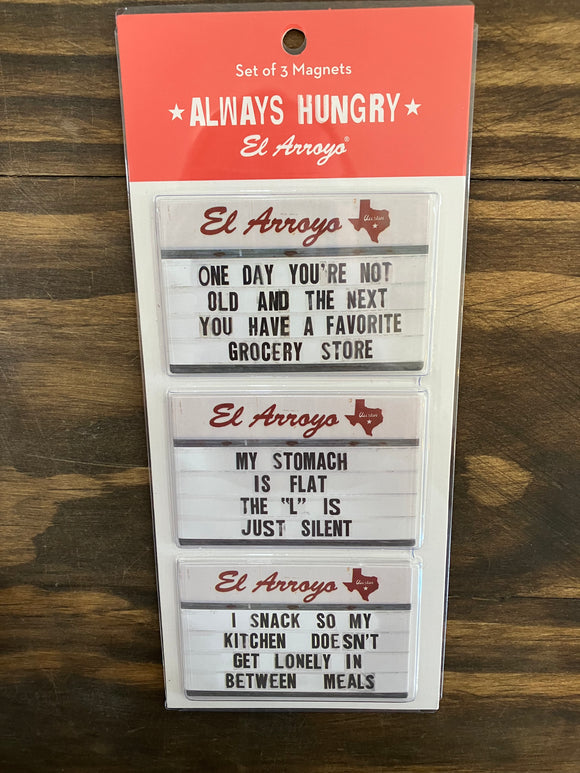 Set of 3 Magnets
ALWAYS HUNGRY
El Arroyo®
El Arroyo
ONE DAY YOU'RE NOT
OLD AND THE NEXT
YOU HAVE A FAVORITE
GROCERY STORE
El Arroyo
MY STOMACH
IS FLAT
THE "L" IS
JUST SILENT
El Arroyo
I SNACK SO MY
KITCHEN DOESN'T
GET LONELY IN
BETWEEN MEALS